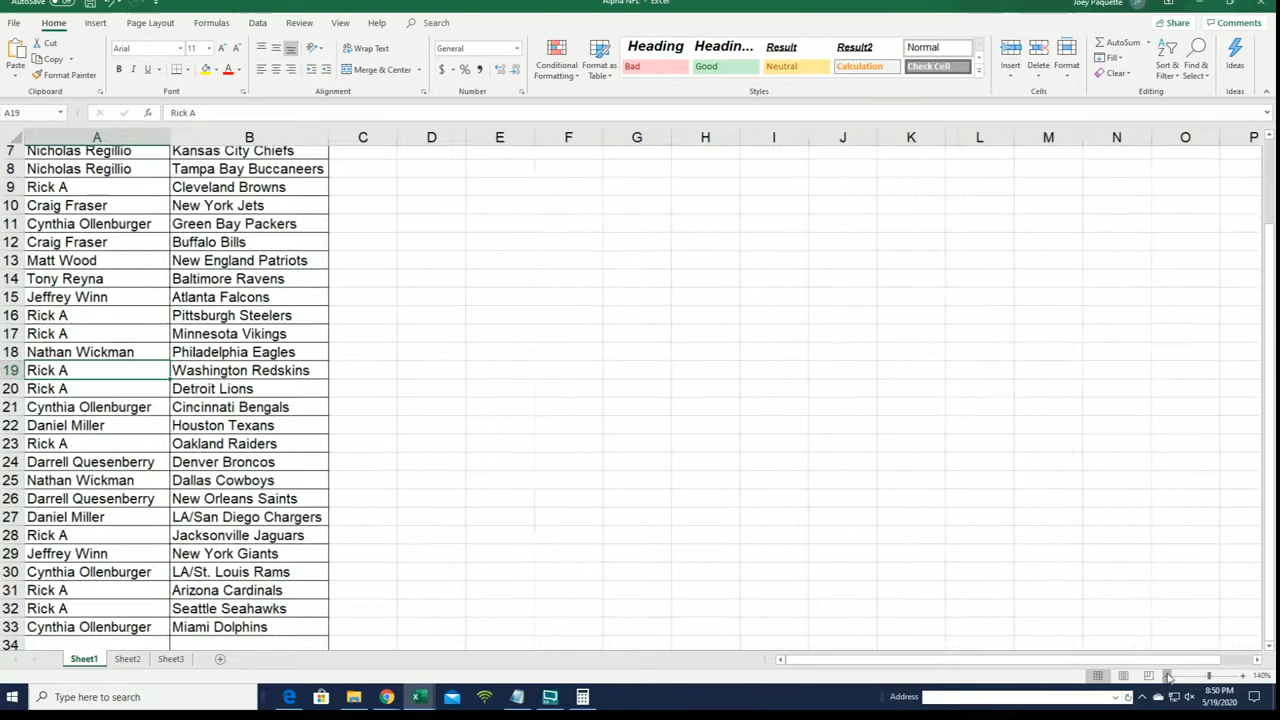 AutoSave
Off
Alpha NFL - Excel
Joey Paquette
JP
File Home Insert Page Layout Formulas Data Review View Help Search Share Comments
Paste
Cut
Copy
Format Painter
Clipboard
Arial 11
Font
Wrap Text
Merge & Center
Alignment
General
Number
Conditional Formatting
Format as Table
Heading Headin... Result Result2 Normal
Bad Good Neutral Calculation Check Cell
Styles
Insert Delete Format
Cells
AutoSum
Fill
Clear
Sort & Filter
Find & Select
Editing
Ideas
Ideas
A19 Rick A
A B C D E F G H I J K L M N O P
7 Nicholas Regillio Kansas City Chiefs
8 Nicholas Regillio Tampa Bay Buccaneers
9 Rick A Cleveland Browns
10 Craig Fraser New York Jets
11 Cynthia Ollenburger Green Bay Packers
12 Craig Fraser Buffalo Bills
13 Matt Wood New England Patriots
14 Tony Reyna Baltimore Ravens
15 Jeffrey Winn Atlanta Falcons
16 Rick A Pittsburgh Steelers
17 Rick A Minnesota Vikings
18 Nathan Wickman Philadelphia Eagles
19 Rick A Washington Redskins
20 Rick A Detroit Lions
21 Cynthia Ollenburger Cincinnati Bengals
22 Daniel Miller Houston Texans
23 Rick A Oakland Raiders
24 Darrell Quesenberry Denver Broncos
25 Nathan Wickman Dallas Cowboys
26 Darrell Quesenberry New Orleans Saints
27 Daniel Miller LA/San Diego Chargers
28 Rick A Jacksonville Jaguars
29 Jeffrey Winn New York Giants
30 Cynthia Ollenburger LA/St. Louis Rams
31 Rick A Arizona Cardinals
32 Rick A Seattle Seahawks
33 Cynthia Ollenburger Miami Dolphins
34
Sheet1 Sheet2 Sheet3
140%
Type here to search
Address
8:50 PM
5/19/2020